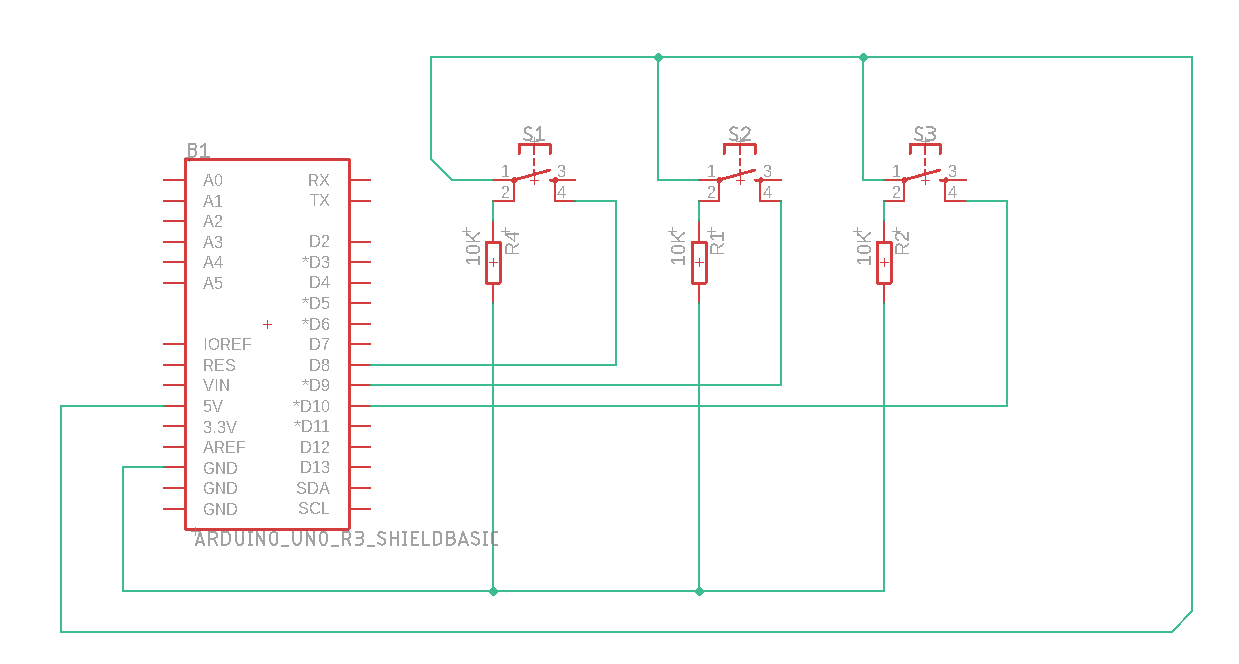 B1
A0 RX
A1 TX
A2
A3 D2
A4 *D3
A5 D4
*D5
*D6
IOREF D7
RES D8
VIN *D9
5V *D10
3.3V *D11
AREF D12
GND D13
GND SDA
GND SCL
ARDUINO_UNO_R3_SHIELDBASIC
S1
1 3
2 4
10K R4
S2
1 3
2 4
10K R1
S3
1 3
2 4
10K R2